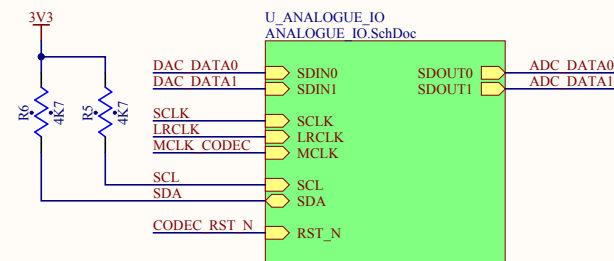 3V3
U_ANALOGUE_IO
ANALOGUE_IO.SchDoc
DAC_DATA0 SDIN0 SDOUT0 ADC_DATA0
DAC_DATA1 SDIN1 SDOUT1 ADC_DATA1
R6 4K7 R5 4K7
SCLK SCLK
LRCLK LRCLK
MCLK_CODEC MCLK
SCL SCL
SDA SDA
CODEC_RST_N RST_N